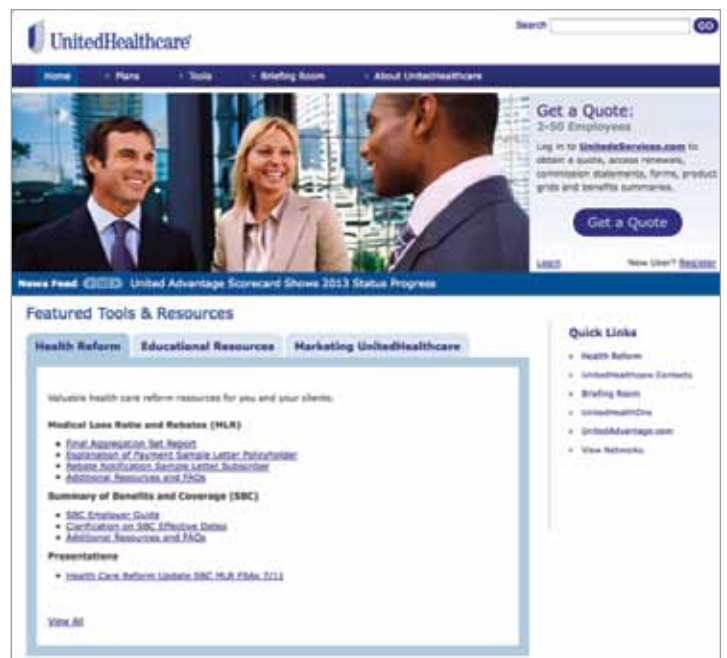 UnitedHealthcare®
Search
GO
Home
Plans
Tools
Briefing Room
About UnitedHealthcare
Get a Quote:
2-50 Employees
Log in to UnitedeServices.com to
obtain a quote, access renewals,
commission statements, forms, product
grids and benefits summaries.
Get a Quote
Login
New User? Register
News Feed
United Advantage Scorecard Shows 2013 Status Progress
Featured Tools & Resources
Health Reform
Educational Resources
Marketing UnitedHealthcare
Valuable health care reform resources for you and your clients.
Medical Loss Ratio and Rebates (MLR)
Final Aggregation Set Report
Explanation of Payment Sample Letter Policyholder
Rebate Notification Sample Letter Subscriber
Additional Resources and FAQs
Summary of Benefits and Coverage (SBC)
SBC Employer Guide
Clarification on SBC Effective Dates
Additional Resources and FAQs
Presentations
Health Care Reform Update SBC MLR FSAs 7/11
View All
Quick Links
Health Reform
UnitedHealthcare Contacts
Briefing Room
UnitedHealthOne
UnitedAdvantage.com
View Networks